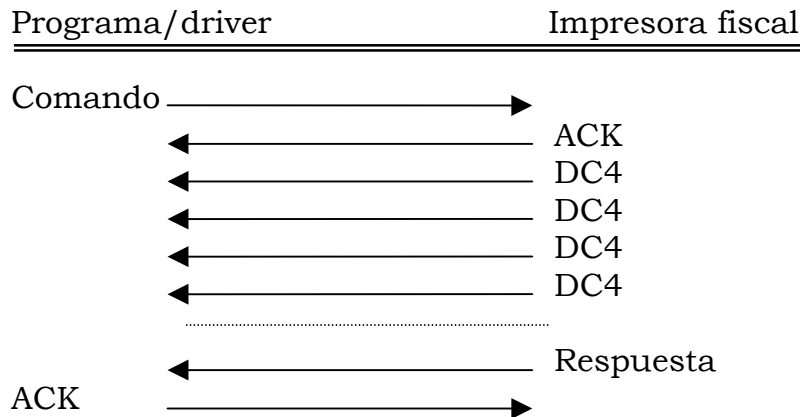 Programa/driver Impresora fiscal
Comando
ACK
DC4
DC4
DC4
DC4
Respuesta
ACK